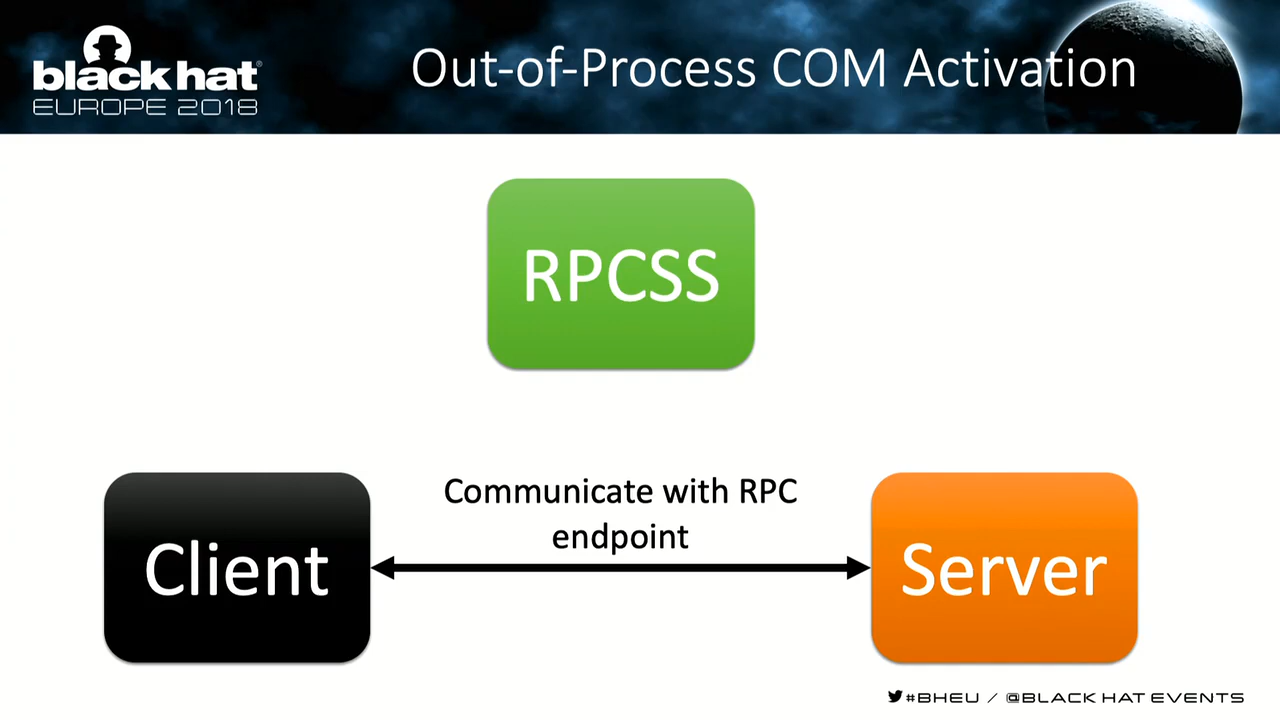 black hat®
EUROPE 2018
Out-of-Process COM Activation
RPCSS
Communicate with RPC
endpoint
Client
Server
#BHEU / @BLACK HAT EVENTS